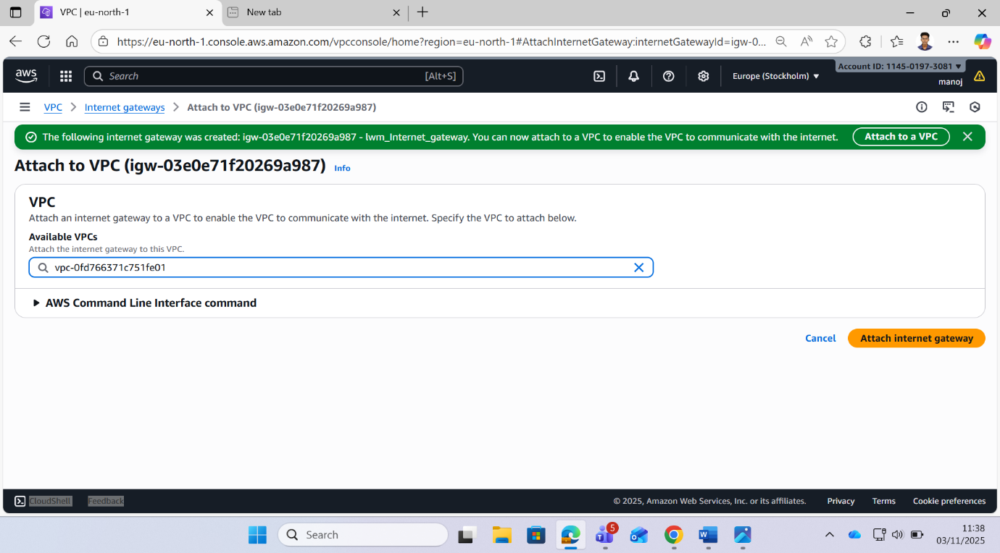 VPC | eu-north-1
New tab
https://eu-north-1.console.aws.amazon.com/vpcconsole/home?region=eu-north-1#AttachInternetGateway:internetGatewayId=igw-0...
aws
Search [Alt+S]
Europe (Stockholm)
Account ID: 1145-0197-3081
manoj
VPC > Internet gateways > Attach to VPC (igw-03e0e71f20269a987)
The following internet gateway was created: igw-03e0e71f20269a987 - lwm_Internet_gateway. You can now attach to a VPC to enable the VPC to communicate with the internet. Attach to a VPC
Attach to VPC (igw-03e0e71f20269a987) Info
VPC
Attach an internet gateway to a VPC to enable the VPC to communicate with the internet. Specify the VPC to attach below.
Available VPCs
Attach the internet gateway to this VPC.
vpc-0fd766371c751fe01
AWS Command Line Interface command
Cancel Attach internet gateway
CloudShell Feedback © 2025, Amazon Web Services, Inc. or its affiliates. Privacy Terms Cookie preferences
Search
5
11:38
03/11/2025